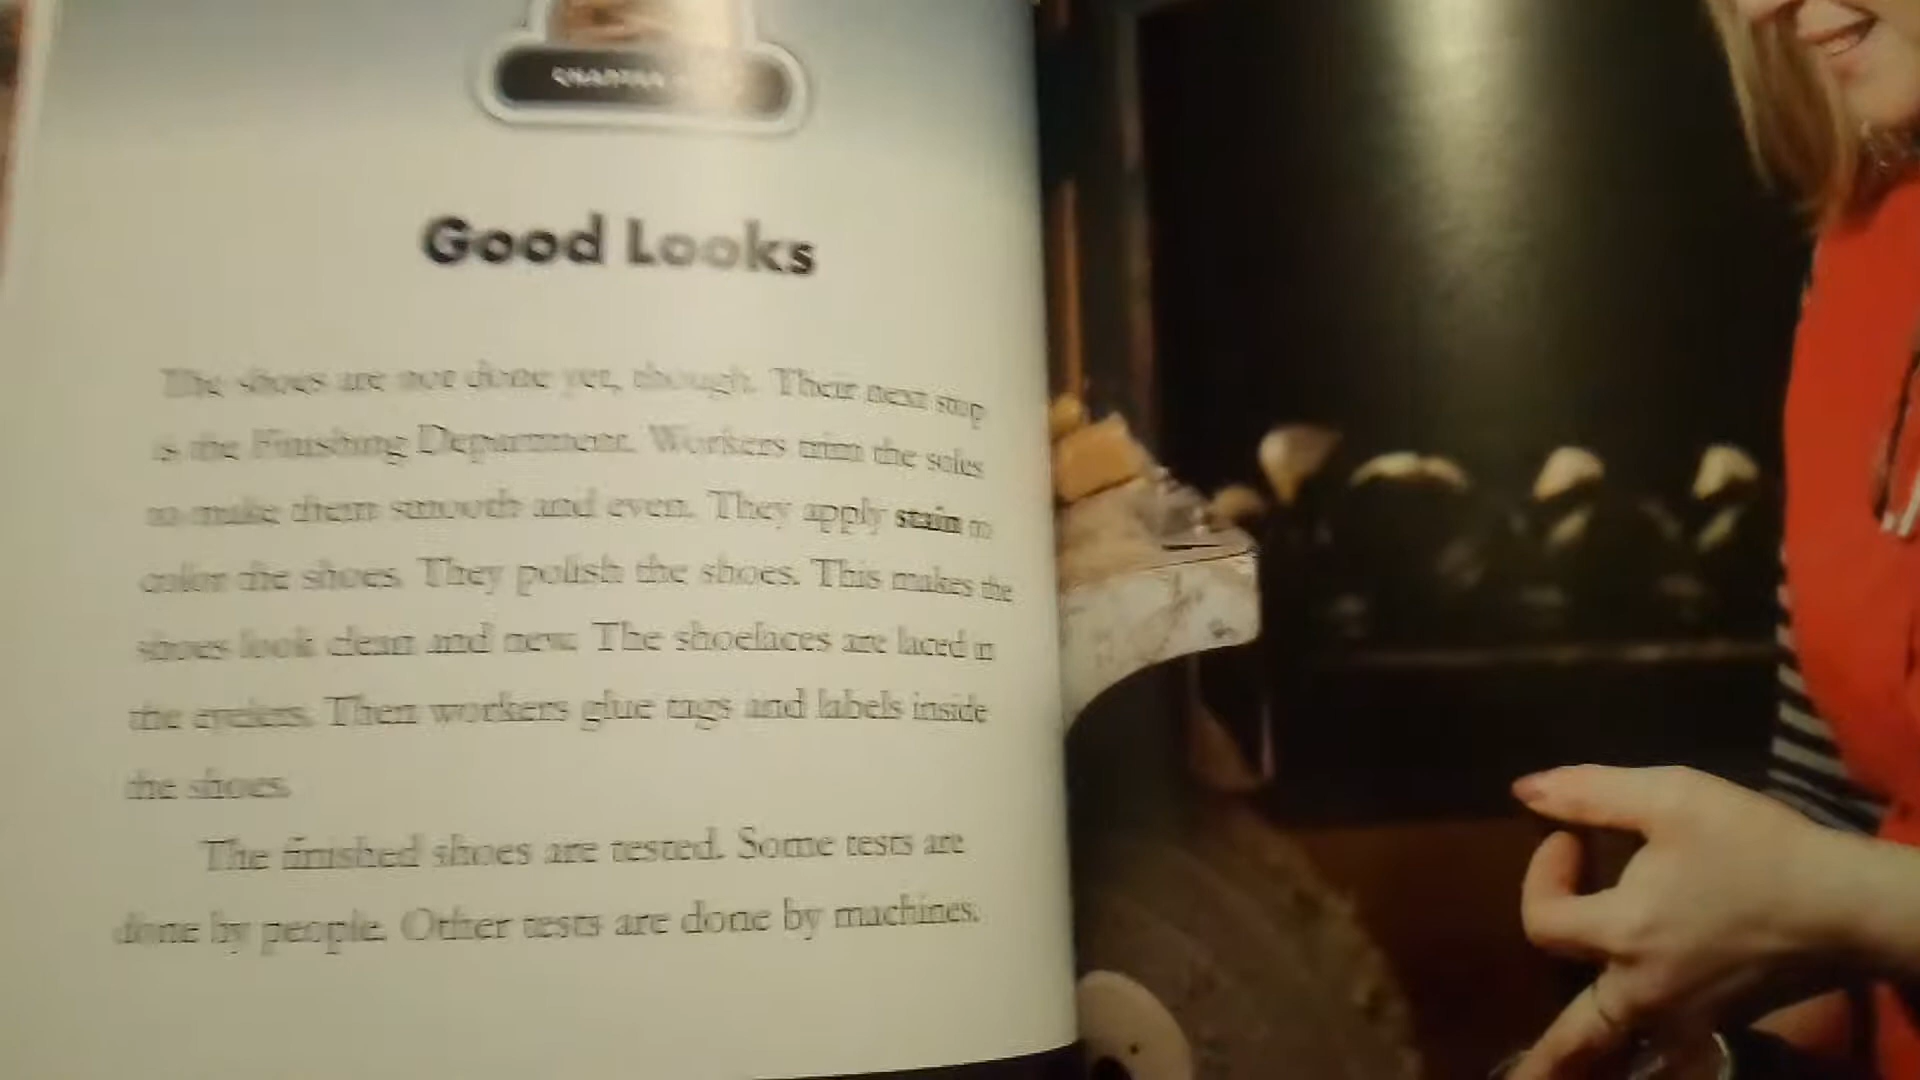 CHAPTER
Good Looks
The shoes are not done yet, though. Their next stop
is the Finishing Department. Workers trim the soles
to make them smooth and even. They apply stain to
color the shoes. They polish the shoes. This makes the
shoes look clean and new. The shoelaces are laced in
the eyelets. Then workers glue tags and labels inside
the shoes.
The finished shoes are tested. Some tests are
done by people. Other tests are done by machines.